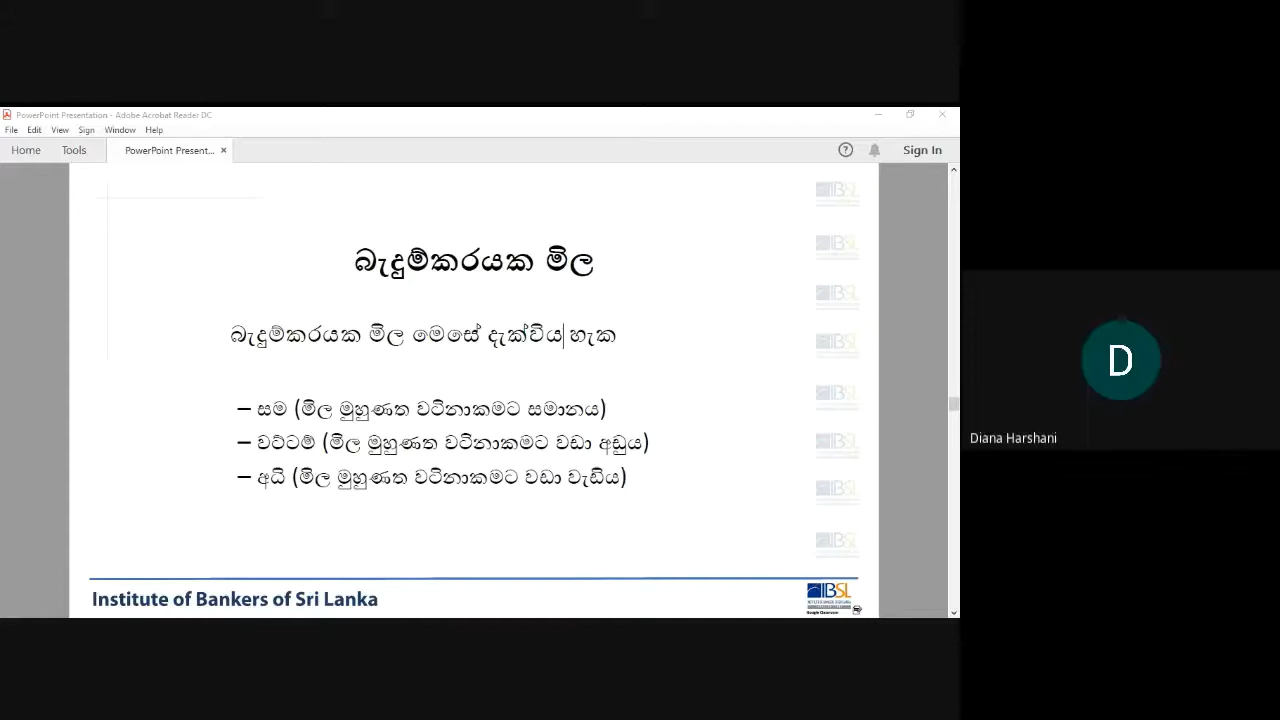 PowerPoint Presentation - Adobe Acrobat Reader DC
File Edit View Sign Window Help
Home Tools PowerPoint Present... × Sign In
බැදුම්කරයක මිල
බැදුම්කරයක මිල මෙසේ දැක්විය හැක
– සම (මිල මුහුණත වටිනාකමට සමානය)
– වට්ටම් (මිල මුහුණත වටිනාකමට වඩා අඩුය)
– අයි (මිල මුහුණත වටිනාකමට වඩා වැඩිය)
Institute of Bankers of Sri Lanka
IBSL
D
Diana Harshani